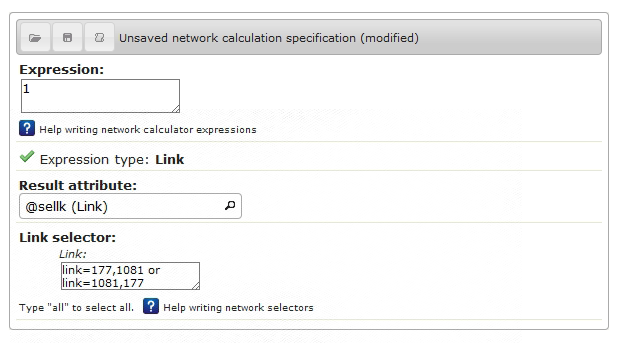 Unsaved network calculation specification (modified)
Expression:
1
? Help writing network calculator expressions
Expression type: Link
Result attribute:
@sellk (Link)
Link selector:
Link:
link=177,1081 or
link=1081,177
Type "all" to select all. ? Help writing network selectors